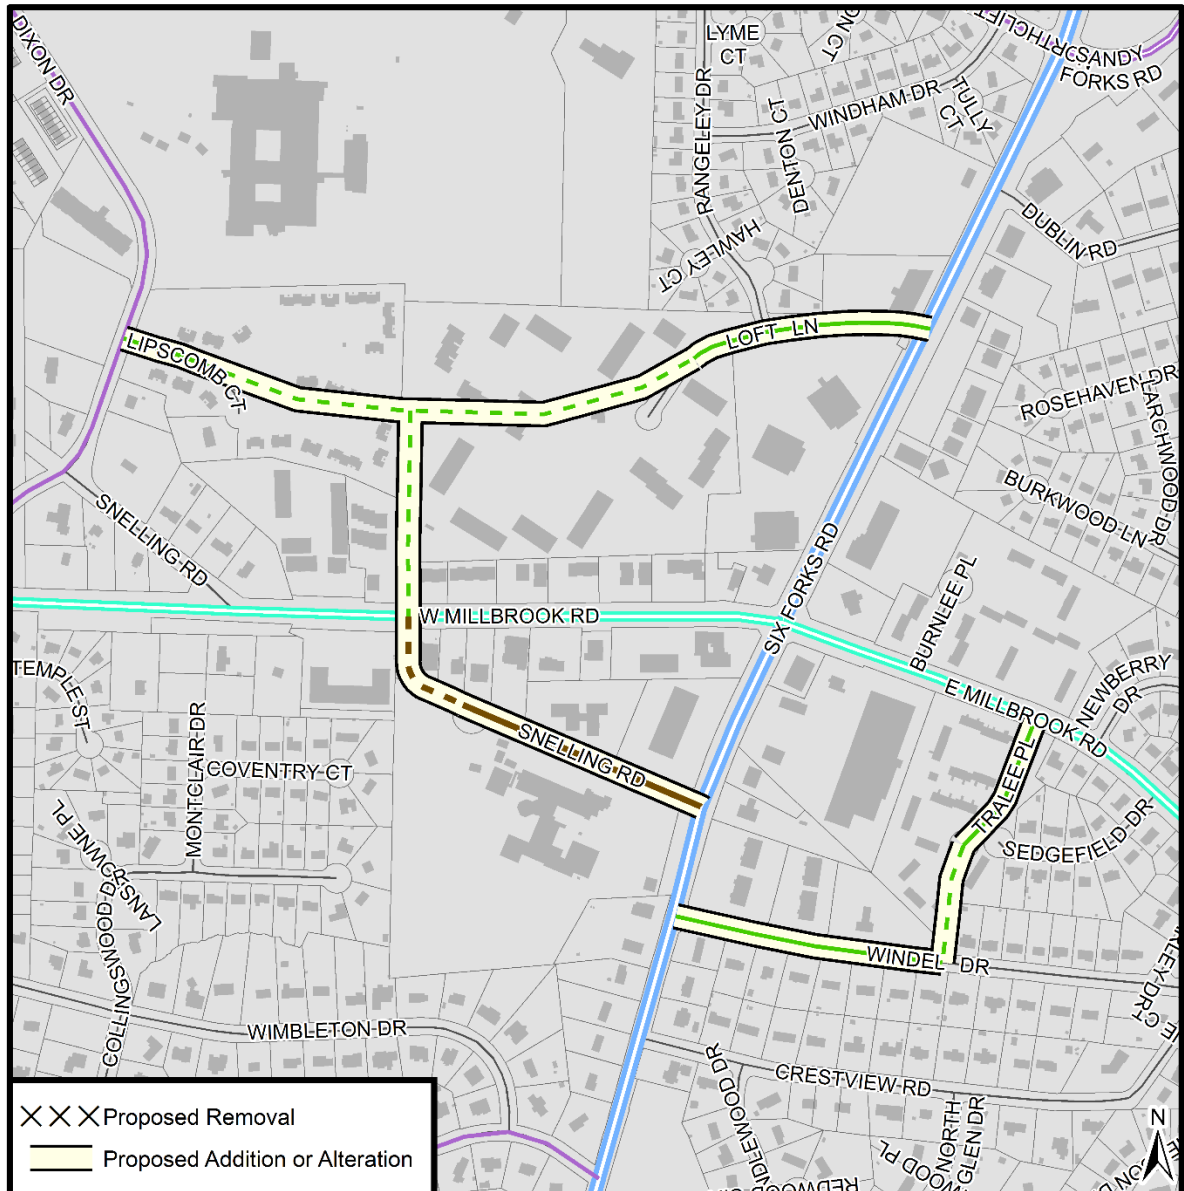 DIXON DR
LYME
CT
SANDY
FORKS RD
RANGELEY DR
WINDHAM DR
TULLY
CT
DENTON CT
HAWLEY CT
DUBLIN RD
LIPSCOMB CT
LOFT LN
ROSEHAVEN DR
LARCHWOOD DR
BURKWOOD LN
SNELLING RD
SIX FORKS RD
W MILLBROOK RD
BURNLEE PL
E MILLBROOK RD
NEWBERRY
DR
TEMPLE ST
MONTCLAIR DR
COVENTRY CT
SNELLING RD
TRALEE PL
SEDGEFIELD DR
LANSDOWNE PL
COLLINGSWOOD DR
WINDEL DR
WIMBLETON DR
CRESTVIEW RD
NORTH
GLEN DR
Proposed Removal
Proposed Addition or Alteration
N